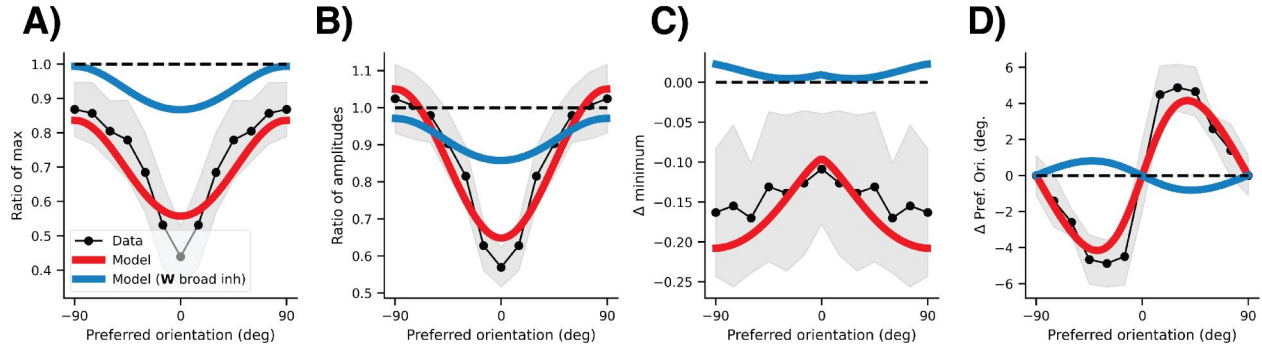 A)
B)
C)
D)
Ratio of max
1.0
0.9
0.8
0.7
0.6
0.5
0.4
Data
Model
Model (W broad inh)
−90
0
90
Preferred orientation (deg)
Ratio of amplitudes
1.1
1.0
0.9
0.8
0.7
0.6
0.5
−90
0
90
Preferred orientation (deg)
Δ minimum
0.00
−0.05
−0.10
−0.15
−0.20
−0.25
−90
0
90
Preferred orientation (deg)
Δ Pref. Ori. (deg.
6
4
2
0
−2
−4
−6
−90
0
90
Preferred orientation (deg)